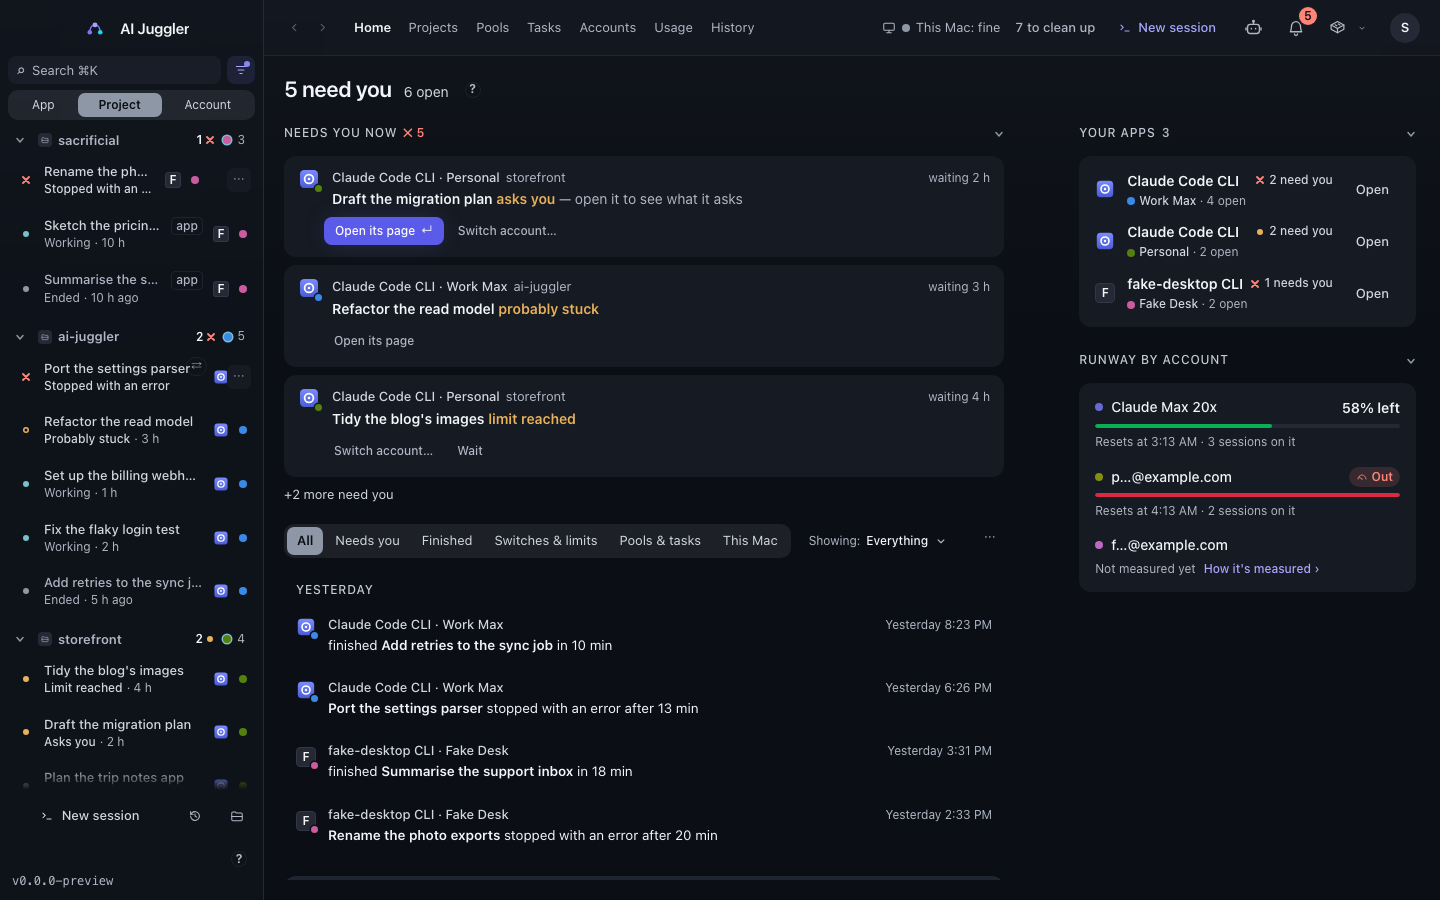 AI Juggler
Search ⌘K
App Project Account
sacrificial 1 3
Rename the ph... F
Stopped with an ...
Sketch the pricin... app F
Working · 10 h
Summarise the s... app F
Ended · 10 h ago
ai-juggler 2 5
Port the settings parser
Stopped with an error
Refactor the read model
Probably stuck · 3 h
Set up the billing webh...
Working · 1 h
Fix the flaky login test
Working · 2 h
Add retries to the sync j...
Ended · 5 h ago
storefront 2 4
Tidy the blog's images
Limit reached · 4 h
Draft the migration plan
Asks you · 2 h
Plan the trip notes app
New session
?
v0.0.0-preview
Home Projects Pools Tasks Accounts Usage History
This Mac: fine 7 to clean up New session 5 S
5 need you 6 open ?
NEEDS YOU NOW 5
Claude Code CLI · Personal storefront waiting 2 h
Draft the migration plan asks you — open it to see what it asks
Open its page ↵ Switch account...
Claude Code CLI · Work Max ai-juggler waiting 3 h
Refactor the read model probably stuck
Open its page
Claude Code CLI · Personal storefront waiting 4 h
Tidy the blog's images limit reached
Switch account... Wait
+2 more need you
All Needs you Finished Switches & limits Pools & tasks This Mac Showing: Everything ...
YESTERDAY
Claude Code CLI · Work Max Yesterday 8:23 PM
finished Add retries to the sync job in 10 min
Claude Code CLI · Work Max Yesterday 6:26 PM
Port the settings parser stopped with an error after 13 min
F fake-desktop CLI · Fake Desk Yesterday 3:31 PM
finished Summarise the support inbox in 18 min
F fake-desktop CLI · Fake Desk Yesterday 2:33 PM
Rename the photo exports stopped with an error after 20 min
YOUR APPS 3
Claude Code CLI 2 need you Open
Work Max · 4 open
Claude Code CLI 2 need you Open
Personal · 2 open
F fake-desktop CLI 1 needs you Open
Fake Desk · 2 open
RUNWAY BY ACCOUNT
Claude Max 20x 58% left
Resets at 3:13 AM · 3 sessions on it
p...@example.com Out
Resets at 4:13 AM · 2 sessions on it
f...@example.com
Not measured yet How it's measured ›